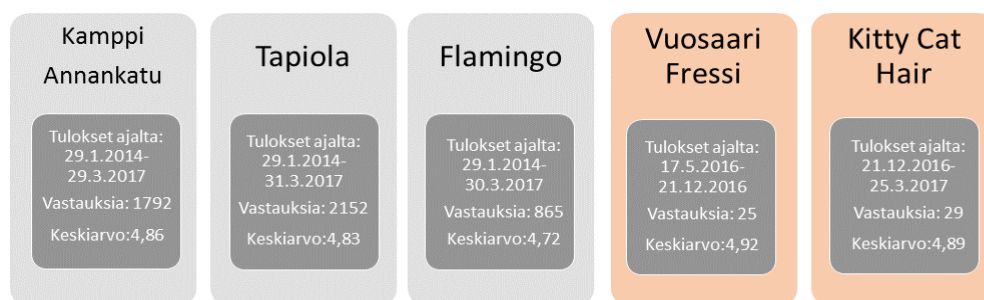 Kamppi
Annankatu
Tulokset ajalta:
29.1.2014-
29.3.2017
Vastauksia: 1792
Keskiarvo:4,86
Tapiola
Tulokset ajalta:
29.1.2014-
31.3.2017
Vastauksia: 2152
Keskiarvo:4,83
Flamingo
Tulokset ajalta:
29.1.2014-
30.3.2017
Vastauksia: 865
Keskiarvo:4,72
Vuosaari
Fressi
Tulokset ajalta:
17.5.2016-
21.12.2016
Vastauksia: 25
Keskiarvo:4,92
Kitty Cat
Hair
Tulokset ajalta:
21.12.2016-
25.3.2017
Vastauksia: 29
Keskiarvo:4,89